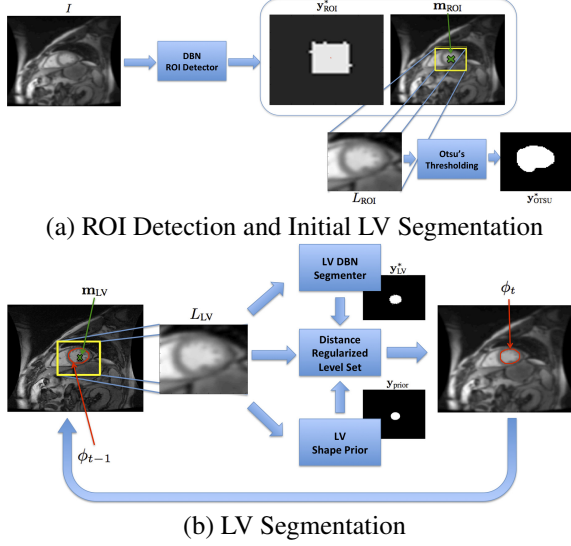 I
y*ROI
mROI
DBN
ROI Detector
LROI
Otsu's
Thresholding
y*OTSU
(a) ROI Detection and Initial LV Segmentation
mLV
LLV
LV DBN
Segmenter
y*LV
ϕt
Distance
Regularized
Level Set
yprior
LV
Shape Prior
ϕt−1
(b) LV Segmentation